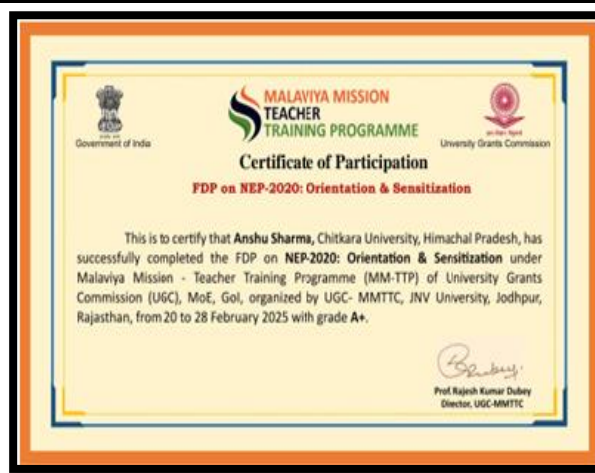 MALAVIYA MISSION
TEACHER
TRAINING PROGRAMME
Government of India
University Grants Commission
Certificate of Participation
FDP on NEP-2020: Orientation & Sensitization
This is to certify that Anshu Sharma, Chitkara University, Himachal Pradesh, has
successfully completed the FDP on NEP-2020: Orientation & Sensitization under
Malaviya Mission - Teacher Training Programme (MM-TTP) of University Grants
Commission (UGC), MoE, GoI, organized by UGC- MMTTC, JNV University, Jodhpur,
Rajasthan, from 20 to 28 February 2025 with grade A+.
Prof. Rajesh Kumar Dubey
Director, UGC-MMTTC